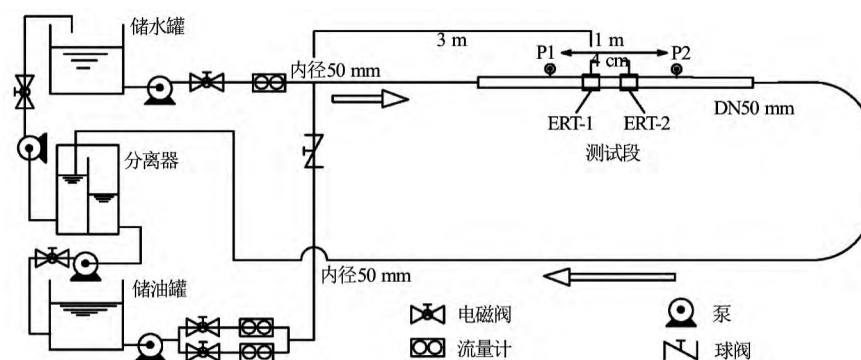 储水罐
3 m
1 m
P1
P2
4 cm
内径50 mm
DN50 mm
ERT-1
ERT-2
测试段
分离器
内径50 mm
储油罐
电磁阀
泵
流量计
球阀